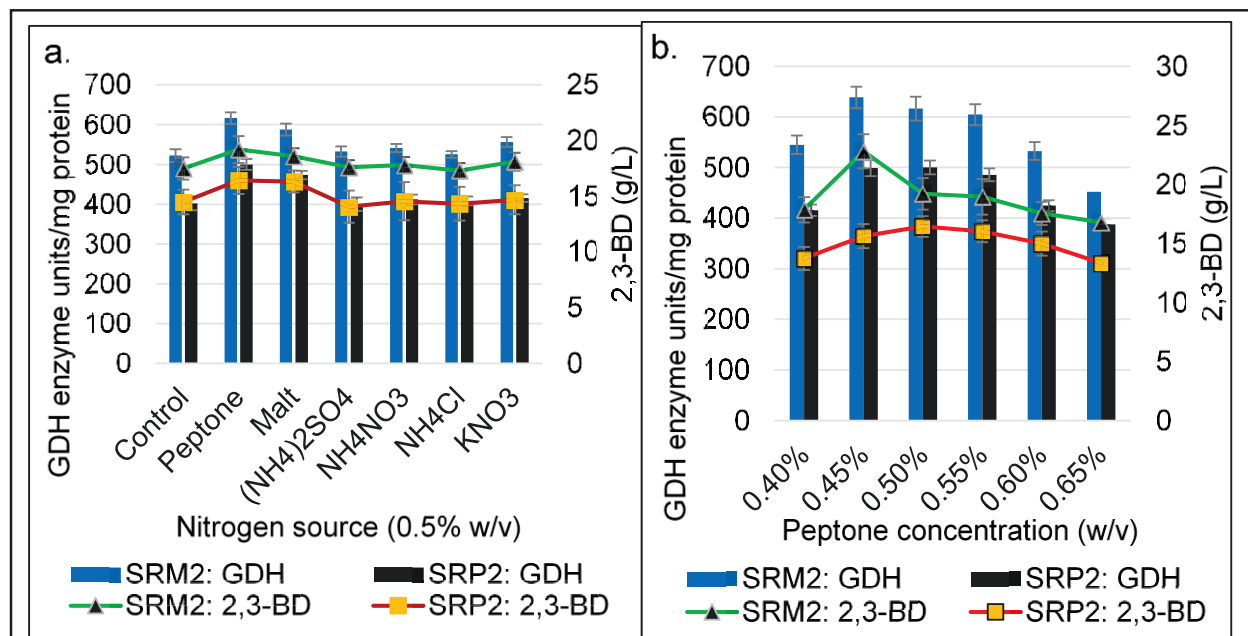 a.
GDH enzyme units/mg protein
700
600
500
400
300
200
100
0
25
20
15
10
5
0
2,3-BD (g/L)
Control
Peptone
Malt
(NH4)2SO4
NH4NO3
NH4Cl
KNO3
Nitrogen source (0.5% w/v)
SRM2: GDH
SRP2: GDH
SRM2: 2,3-BD
SRP2: 2,3-BD
b.
GDH enzyme units/mg protein
700
600
500
400
300
200
100
0
30
25
20
15
10
5
0
2,3-BD (g/L)
0.40%
0.45%
0.50%
0.55%
0.60%
0.65%
Peptone concentration (w/v)
SRM2: GDH
SRP2: GDH
SRM2: 2,3-BD
SRP2: 2,3-BD